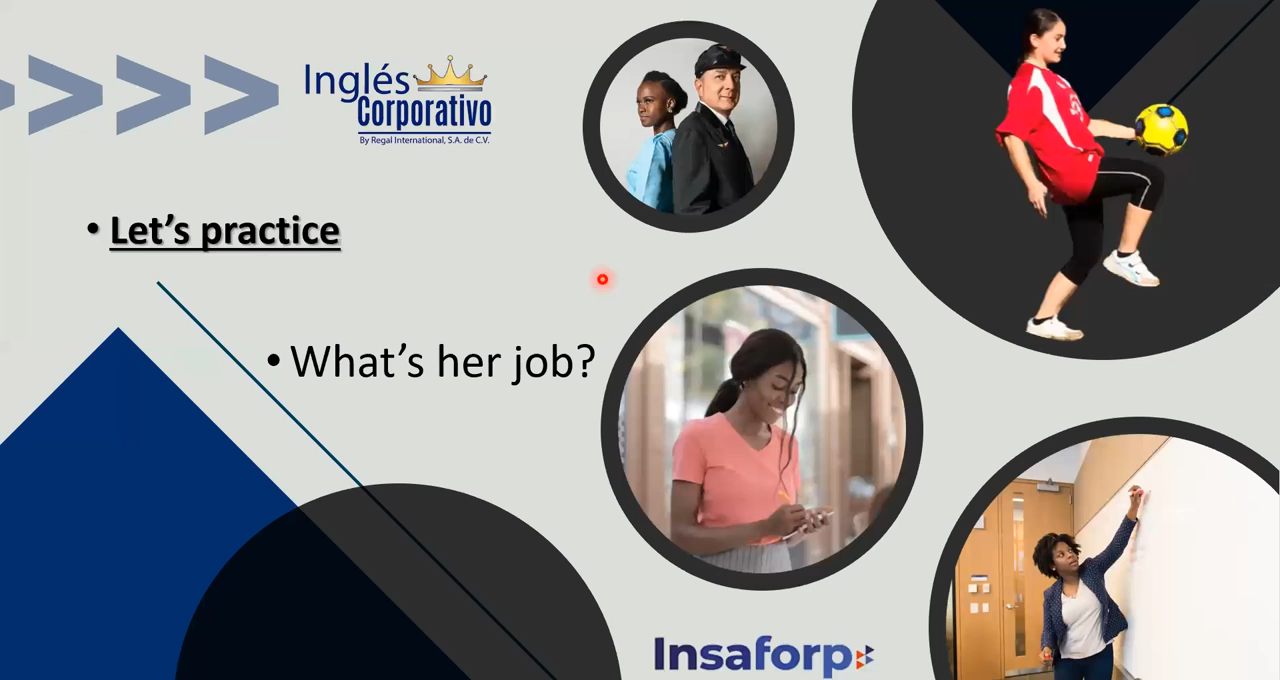 Inglés
Corporativo
By Regal International, S.A. de C.V.
• Let's practice
• What's her job?
Insaforp